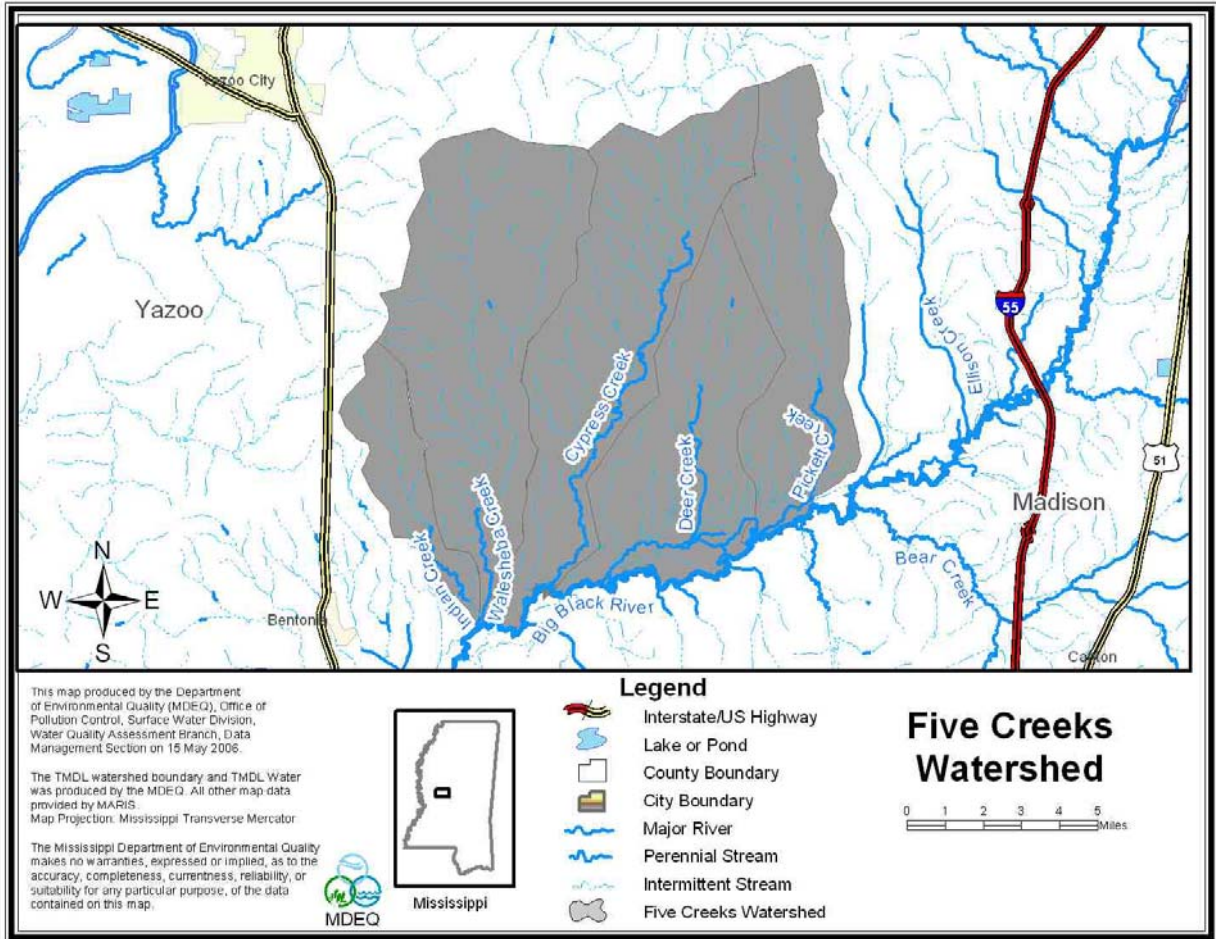 Yazoo City
Yazoo
Cypress Creek
Deer Creek
Pickett Creek
Ellison Creek
55
51
Madison
Bear Creek
Indian Creek
Walesheba Creek
Big Black River
Bentonia
Canton
N
W E
S
This map produced by the Department
of Environmental Quality (MDEQ), Office of
Pollution Control, Surface Water Division,
Water Quality Assessment Branch, Data
Management Section on 15 May 2006.
The TMDL watershed boundary and TMDL Water
was produced by the MDEQ. All other map data
provided by MARIS.
Map Projection: Mississippi Transverse Mercator
The Mississippi Department of Environmental Quality
makes no warranties, expressed or implied, as to the
accuracy, completeness, currentness, reliability, or
suitability for any particular purpose, of the data
contained on this map.
MDEQ
Mississippi
Legend
Interstate/US Highway
Lake or Pond
County Boundary
City Boundary
Major River
Perennial Stream
Intermittent Stream
Five Creeks Watershed
Five Creeks
Watershed
0 1 2 3 4 5
Miles